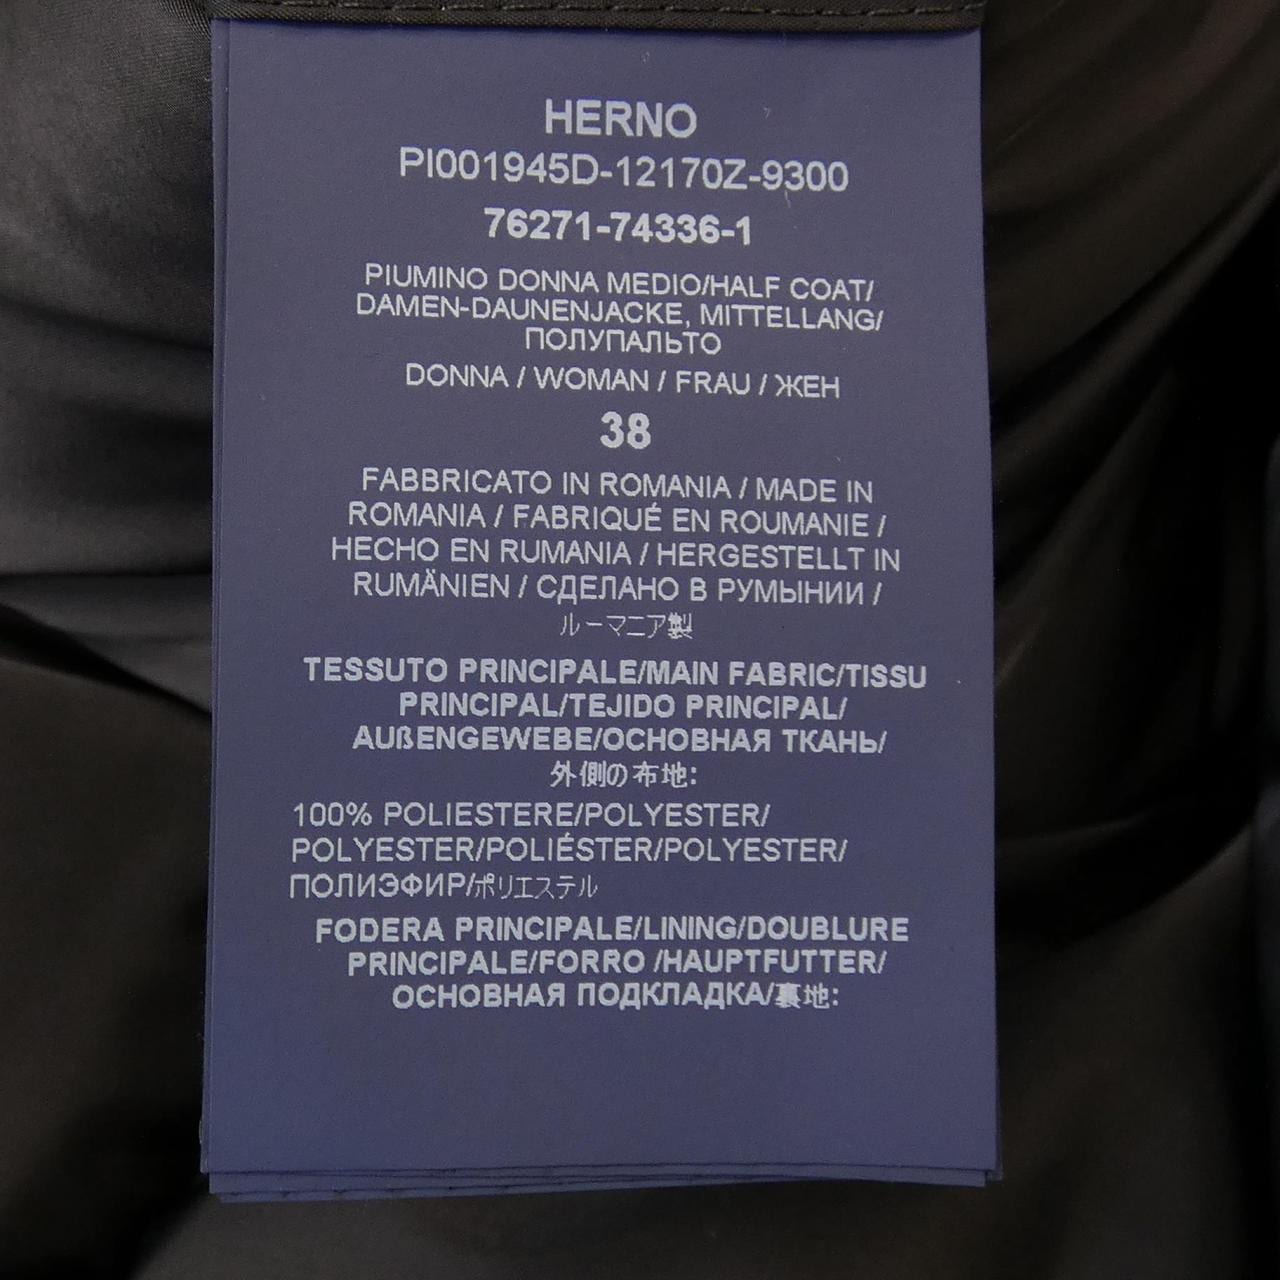 HERNO
PI001945D-12170Z-9300
76271-74336-1
PIUMINO DONNA MEDIO/HALF COAT/
DAMEN-DAUNENJACKE, MITTELLANG/
ПОЛУПАЛЬТО
DONNA / WOMAN / FRAU / ЖЕН
38
FABBRICATO IN ROMANIA / MADE IN
ROMANIA / FABRIQUÉ EN ROUMANIE /
HECHO EN RUMANIA / HERGESTELLT IN
RUMÄNIEN / СДЕЛАНО В РУМЫНИИ /
ルーマニア製
TESSUTO PRINCIPALE/MAIN FABRIC/TISSU
PRINCIPAL/TEJIDO PRINCIPAL/
AUßENGEWEBE/ОСНОВНАЯ ТКАНЬ/
外側の布地:
100% POLIESTERE/POLYESTER/
POLYESTER/POLIÉSTER/POLYESTER/
ПОЛИЭФИР/ポリエステル
FODERA PRINCIPALE/LINING/DOUBLURE
PRINCIPALE/FORRO /HAUPTFUTTER/
ОСНОВНАЯ ПОДКЛАДКА/裏地: